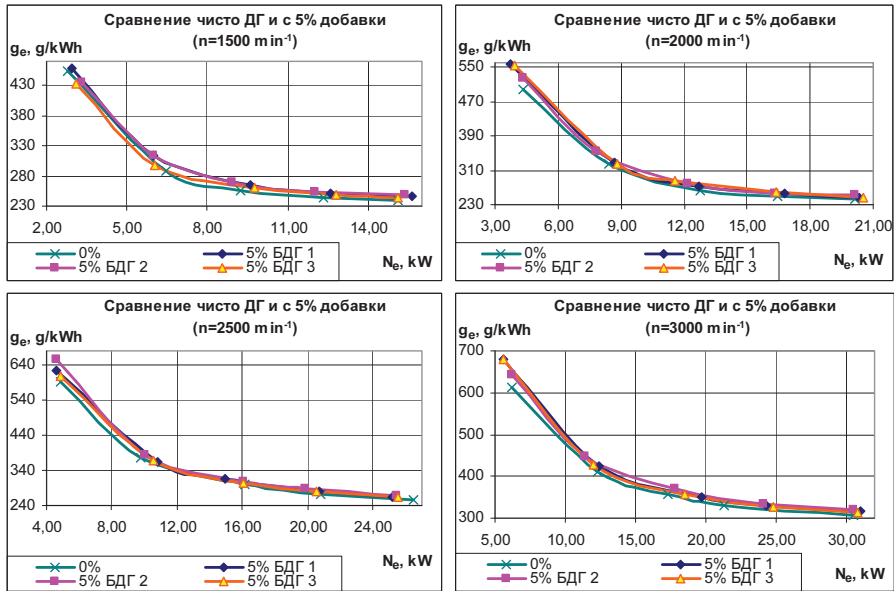 Сравнение чисто ДГ и с 5% добавки
(n=1500 min-1)
ge, g/kWh
430
380
330
280
230
2,00 5,00 8,00 11,00 14,00
Ne, kW
0% 5% БДГ 1
5% БДГ 2 5% БДГ 3
Сравнение чисто ДГ и с 5% добавки
(n=2000 min-1)
ge, g/kWh
550
470
390
310
230
3,00 6,00 9,00 12,00 15,00 18,00 21,00
Ne, kW
0% 5% БДГ 1
5% БДГ 2 5% БДГ 3
Сравнение чисто ДГ и с 5% добавки
(n=2500 min-1)
ge, g/kWh
640
540
440
340
240
4,00 8,00 12,00 16,00 20,00 24,00
Ne, kW
0% 5% БДГ 1
5% БДГ 2 5% БДГ 3
Сравнение чисто ДГ и с 5% добавки
(n=3000 min-1)
ge, g/kWh
700
600
500
400
300
5,00 10,00 15,00 20,00 25,00 30,00
Ne, kW
0% 5% БДГ 1
5% БДГ 2 5% БДГ 3